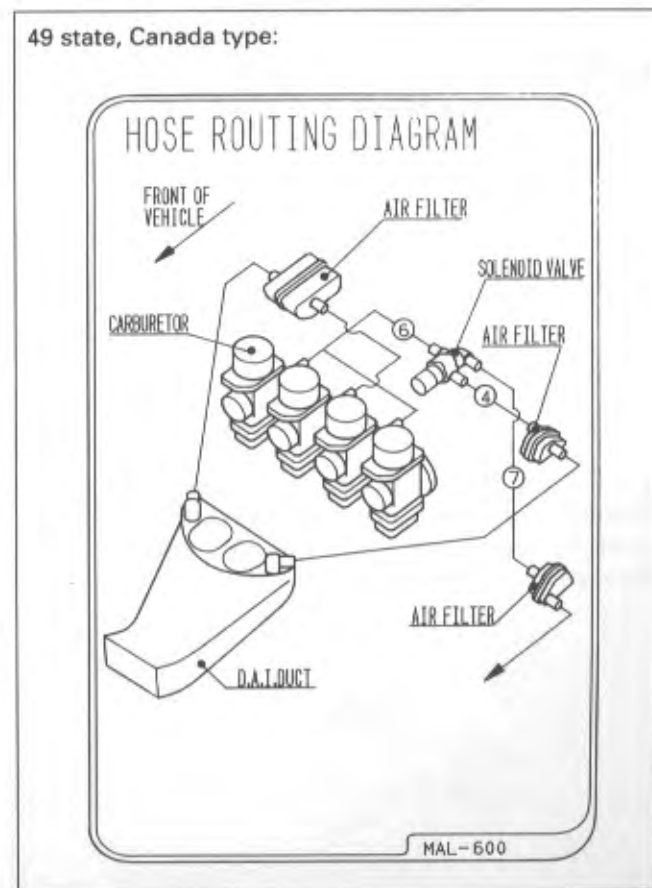 49 state, Canada type:
HOSE ROUTING DIAGRAM
FRONT OF
VEHICLE
AIR FILTER
SOLENOID VALVE
CARBURETOR
6
AIR FILTER
4
7
AIR FILTER
D.A.I.DUCT
MAL-600